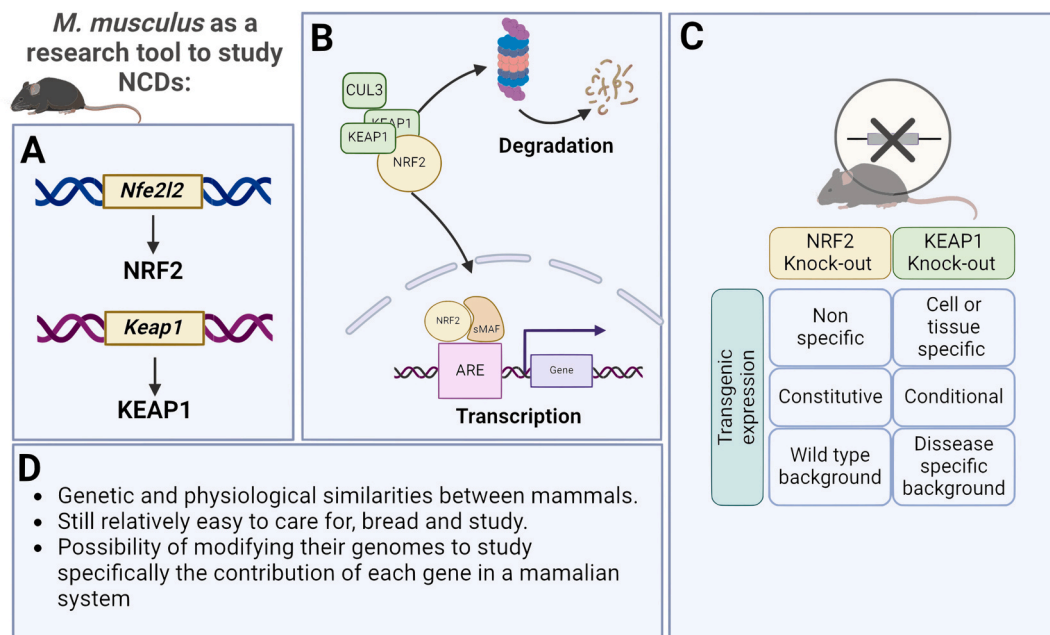 M. musculus as a
research tool to study
NCDs:
A
Nfe2l2
NRF2
Keap1
KEAP1
B
CUL3
KEAP1
KEAP1
NRF2
Degradation
NRF2
sMAF
ARE
Gene
Transcription
C
NRF2
Knock-out
KEAP1
Knock-out
Transgenic
expression
Non
specific
Cell or
tissue
specific
Constitutive
Conditional
Wild type
background
Dissease
specific
background
D
• Genetic and physiological similarities between mammals.
• Still relatively easy to care for, bread and study.
• Possibility of modifying their genomes to study
specifically the contribution of each gene in a mamalian
system